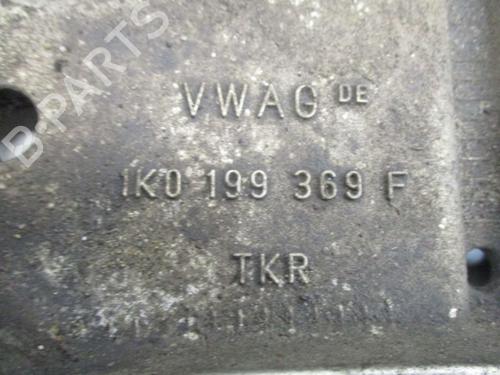 B-PARTS
VWAG DE
1K0 199 369 F
TKR